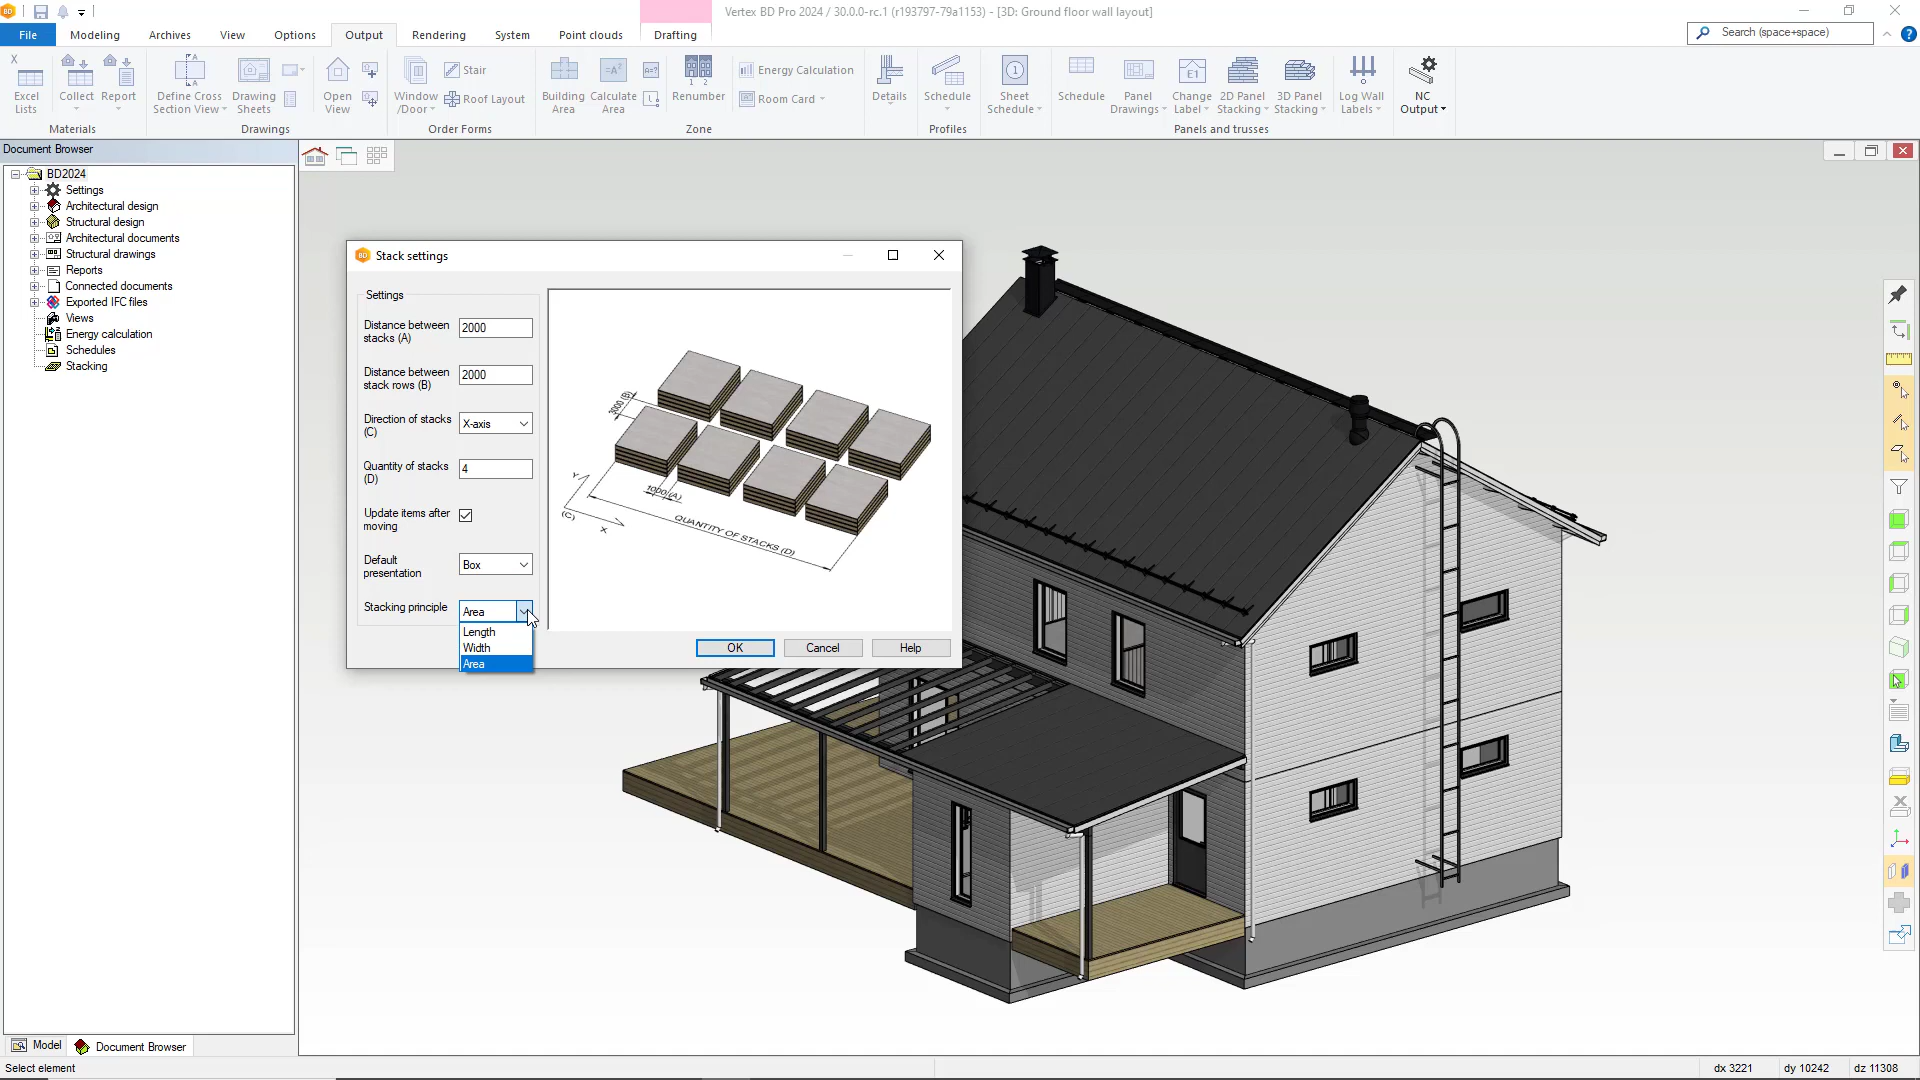 Vertex BD Pro 2024 / 30.0.0-rc.1 (r193797-79a1153) - [3D: Ground floor wall layout]
File
Modeling
Archives
View
Options
Output
Rendering
System
Point clouds
Drafting
Search (space+space)
Excel Lists
Collect
Report
Materials
Define Cross Section View
Drawing Sheets
Open View
Drawings
Window /Door
Stair
Roof Layout
Order Forms
Building Area
Calculate Area
Renumber
Energy Calculation
Room Card
Zone
Details
Schedule
Profiles
Sheet Schedule
Schedule
Panel Drawings
Change Label
2D Panel Stacking
3D Panel Stacking
Log Wall Labels
Panels and trusses
NC Output
Document Browser
BD2024
Settings
Architectural design
Structural design
Architectural documents
Structural drawings
Reports
Connected documents
Exported IFC files
Views
Energy calculation
Schedules
Stacking
Stack settings
Settings
Distance between stacks (A)
2000
Distance between stack rows (B)
2000
Direction of stacks (C)
X-axis
Quantity of stacks (D)
4
Update items after moving
Default presentation
Box
Stacking principle
Area
Length
Width
Area
3000 (B)
1000 (A)
QUANTITY OF STACKS (D)
Y
(C)
X
OK
Cancel
Help
Model
Document Browser
Select element
dx 3221
dy 10242
dz 11308